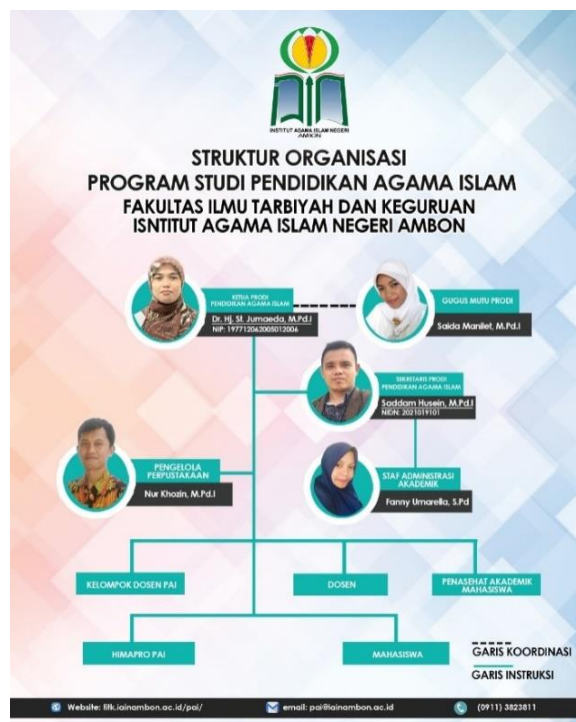 INSTITUT AGAMA ISLAM NEGERI
AMBON
STRUKTUR ORGANISASI
PROGRAM STUDI PENDIDIKAN AGAMA ISLAM
FAKULTAS ILMU TARBIYAH DAN KEGURUAN
ISNTITUT AGAMA ISLAM NEGERI AMBON
KETUA PRODI
PENDIDIKAN AGAMA ISLAM
Dr. Hj. St. Jumaeda, M.Pd.I
NIP: 197712062005012006
GUGUS MUTU PRODI
Saida Manilet, M.Pd.I
SEKRETARIS PRODI
PENDIDIKAN AGAMA ISLAM
Saddam Husein, M.Pd.I
NIDN: 2021019101
PENGELOLA
PERPUSTAKAAN
Nur Khozin, M.Pd.I
STAF ADMINISTRASI
AKADEMIK
Fanny Umarella, S.Pd
KELOMPOK DOSEN PAI
DOSEN
PENASEHAT AKADEMIK
MAHASISWA
HIMAPRO PAI
MAHASISWA
GARIS KOORDINASI
GARIS INSTRUKSI
Website: fitk.iainambon.ac.id/pai/
email: pai@iainambon.ac.id
(0911) 3823811